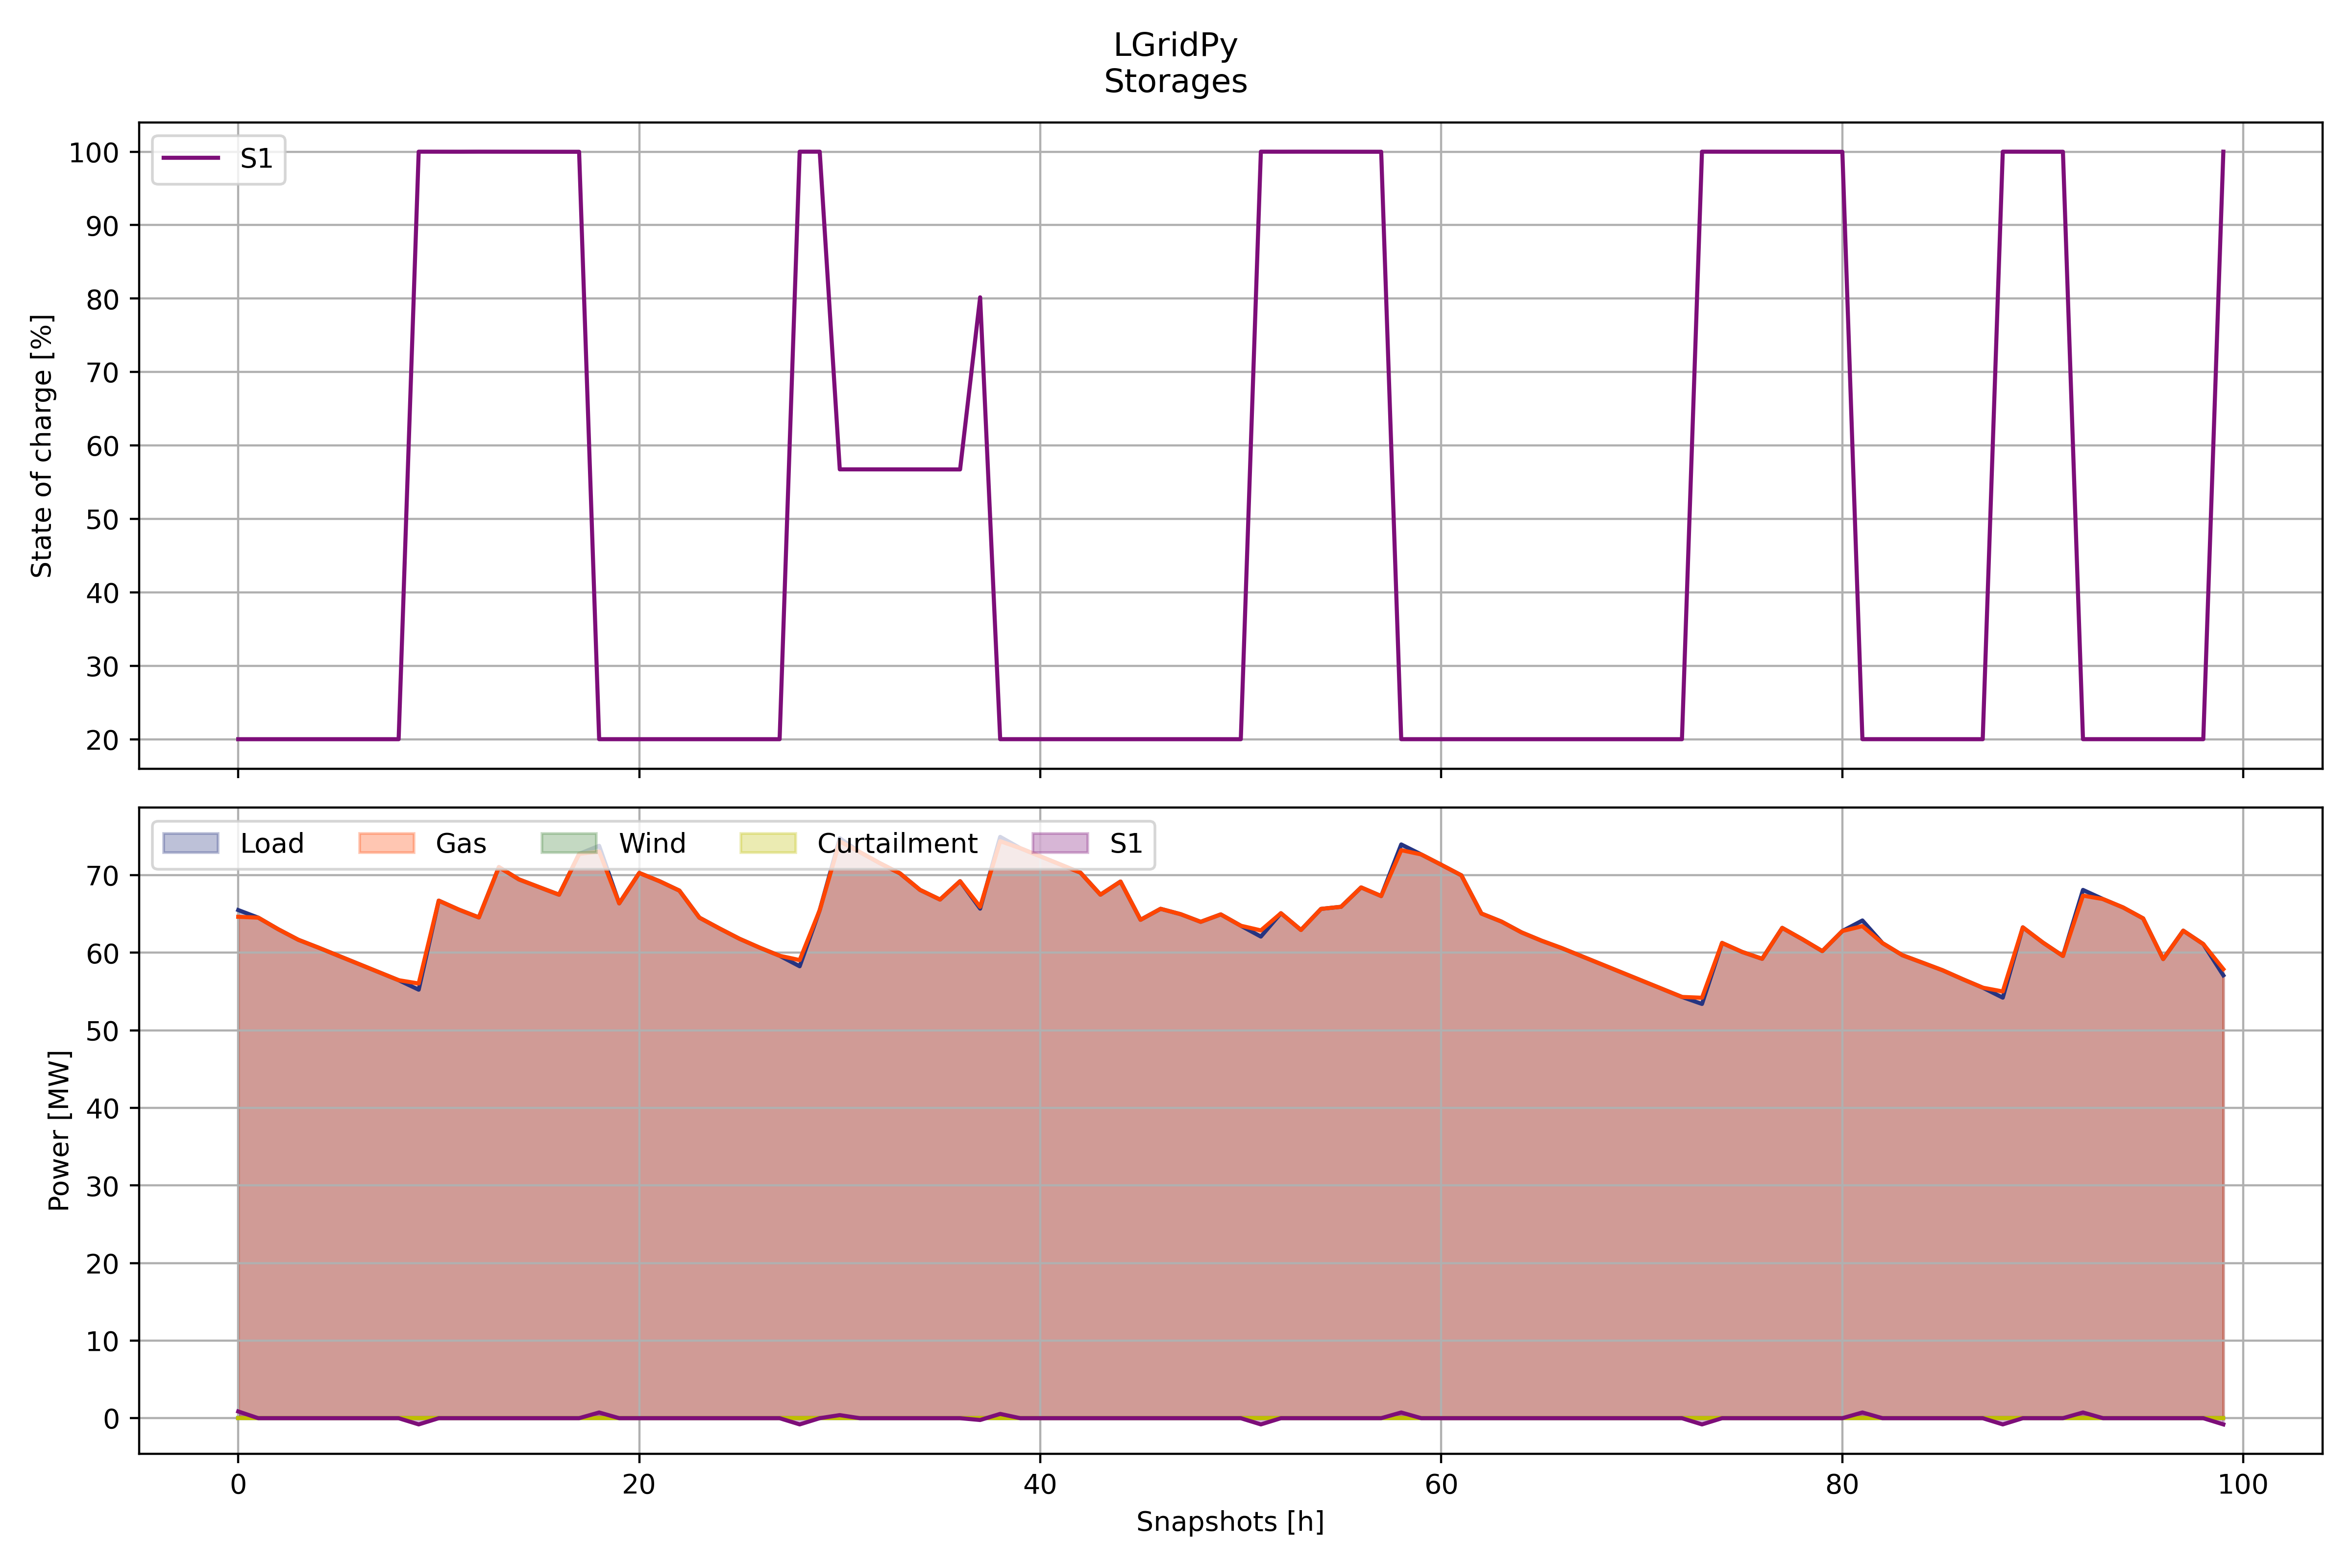 LGridPy
Storages
S1
100
90
80
70
60
50
40
30
20
State of charge [%]
Load Gas Wind Curtailment S1
70
60
50
40
30
20
10
0
Power [MW]
0 20 40 60 80 100
Snapshots [h]